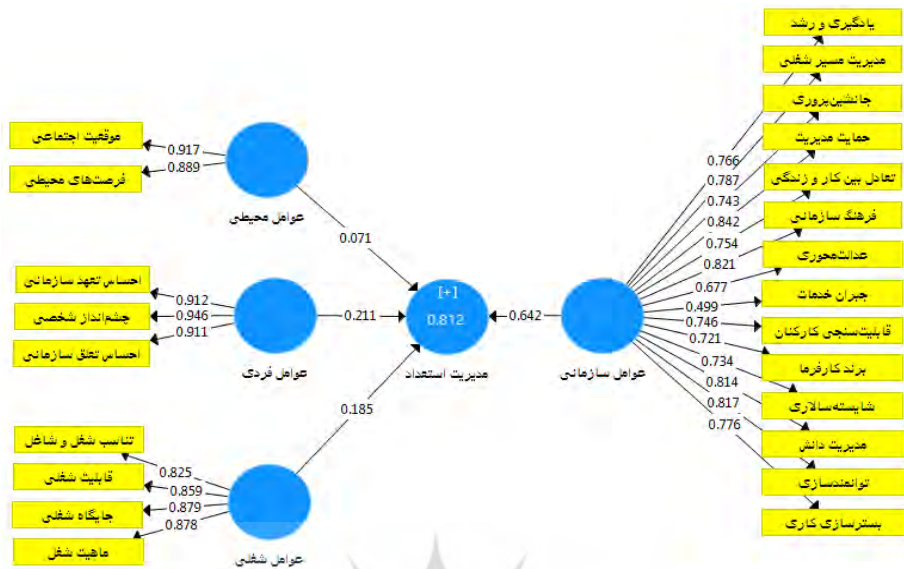 یادگیری و رشد
مدیریت مسیر شغلی
جانشین‌پروری
حمایت مدیریت
تعادل بین کار و زندگی
فرهنگ سازمانی
عدالت‌محوری
جبران خدمات
قابلیت‌سنجی کارکنان
برند کارفرما
شایسته‌سالاری
مدیریت دانش
توانمندسازی
بسترسازی کاری
0.766
0.787
0.743
0.842
0.754
0.821
0.677
0.499
0.746
0.721
0.734
0.814
0.817
0.776
عوامل سازمانی
0.642
[+]
0.812
مدیریت استعداد
0.071
0.211
0.185
عوامل محیطی
0.917
0.889
موقعیت اجتماعی
فرصت‌های محیطی
عوامل فردی
0.912
0.946
0.911
احساس تعهد سازمانی
چشم‌انداز شخصی
احساس تعلق سازمانی
عوامل شغلی
0.825
0.859
0.879
0.878
تناسب شغل و شاغل
قابلیت شغلی
جایگاه شغلی
ماهیت شغل